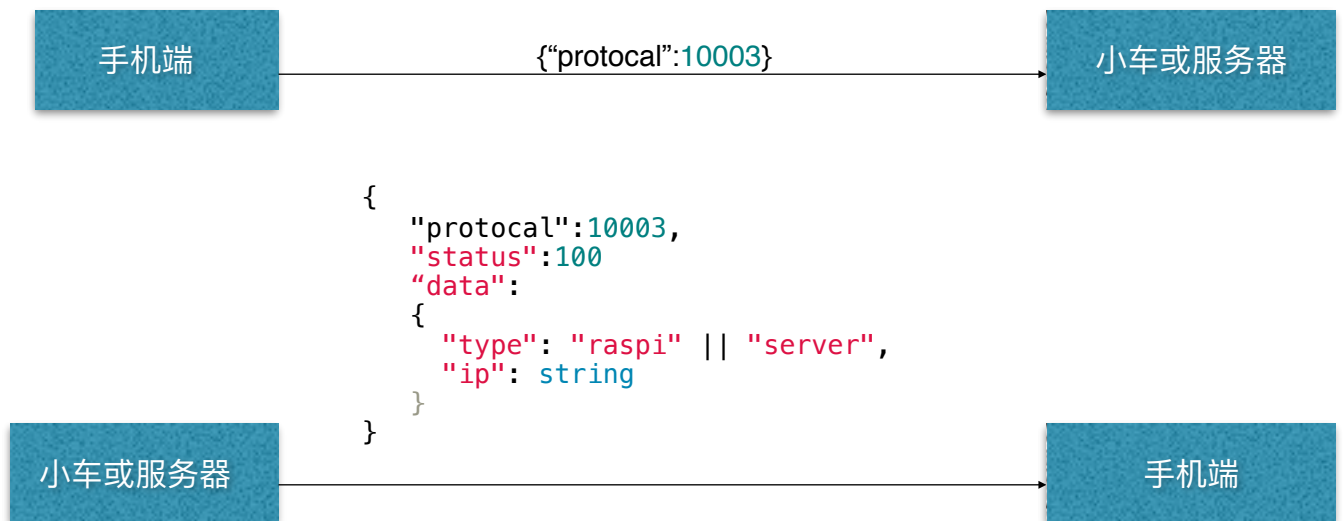 手机端
{“protocal”:10003}
小车或服务器
{
"protocal":10003,
"status":100
“data":
{
"type": "raspi" || "server",
"ip": string
}
}
小车或服务器
手机端